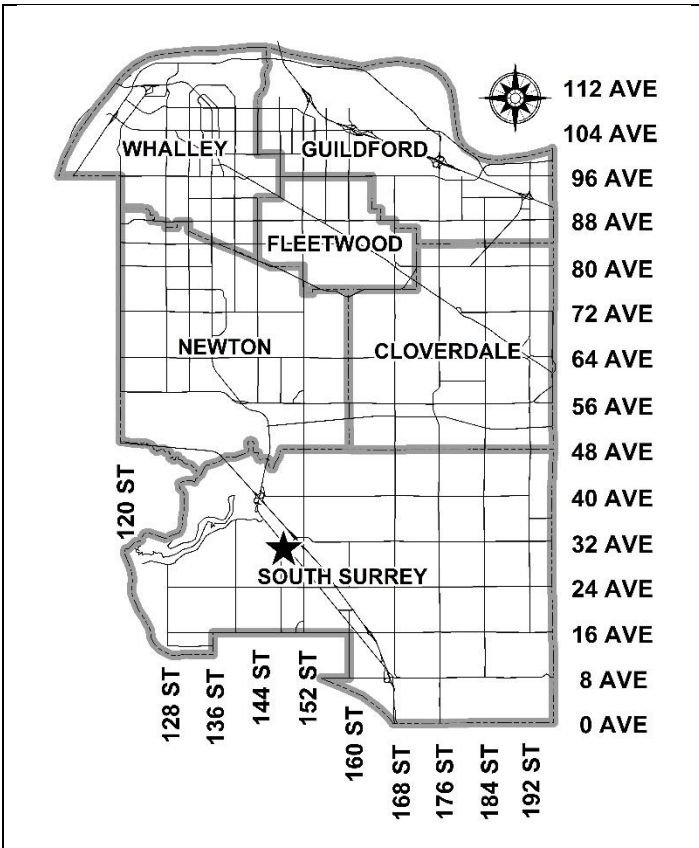 112 AVE
104 AVE
WHALLEY
GUILDFORD
96 AVE
88 AVE
FLEETWOOD
80 AVE
72 AVE
NEWTON
CLOVERDALE
64 AVE
56 AVE
48 AVE
120 ST
40 AVE
32 AVE
SOUTH SURREY
24 AVE
16 AVE
128 ST
136 ST
144 ST
152 ST
160 ST
8 AVE
0 AVE
168 ST
176 ST
184 ST
192 ST